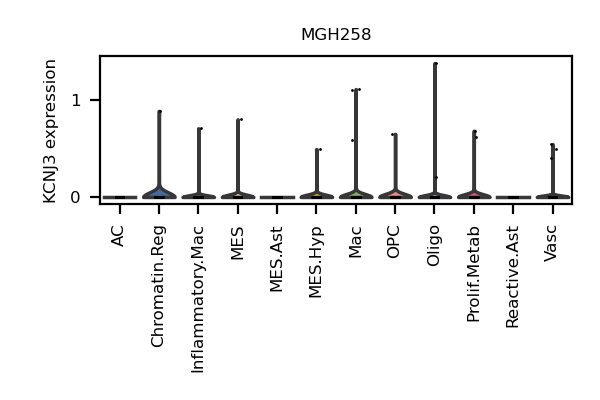 MGH258
KCNJ3 expression
1
0
AC
Chromatin.Reg
Inflammatory.Mac
MES
MES.Ast
MES.Hyp
Mac
OPC
Oligo
Prolif.Metab
Reactive.Ast
Vasc